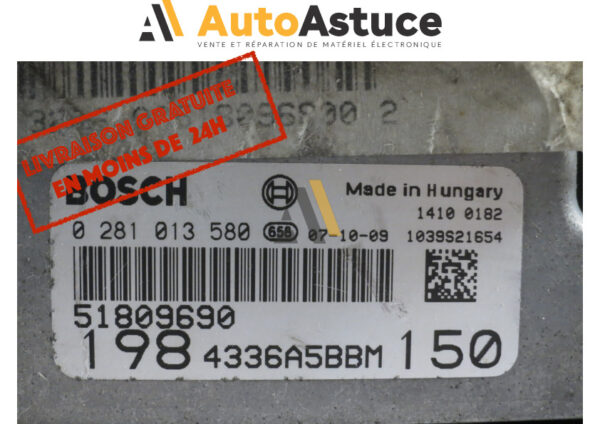 AutoAstuce
VENTE ET RÉPARATION DE MATÉRIEL ÉLECTRONIQUE
LIVRAISON GRATUITE
EN MOINS DE 24H
BOSCH
Made in Hungary
1410 0182
0 281 013 580 656 07-10-09 1039S21654
51809690
198 4336A5BBM 150